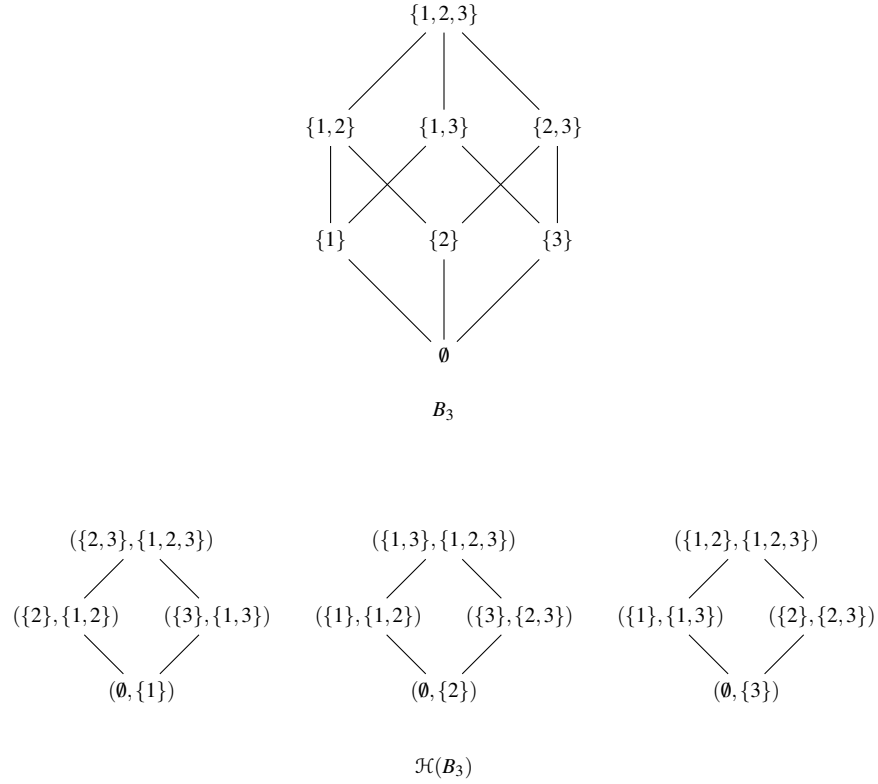 {1,2,3}
{1,2} {1,3} {2,3}
{1} {2} {3}
∅
B₃
({2,3},{1,2,3}) ({1,3},{1,2,3}) ({1,2},{1,2,3})
({2},{1,2}) ({3},{1,3}) ({1},{1,2}) ({3},{2,3}) ({1},{1,3}) ({2},{2,3})
(∅,{1}) (∅,{2}) (∅,{3})
ℋ(B₃)